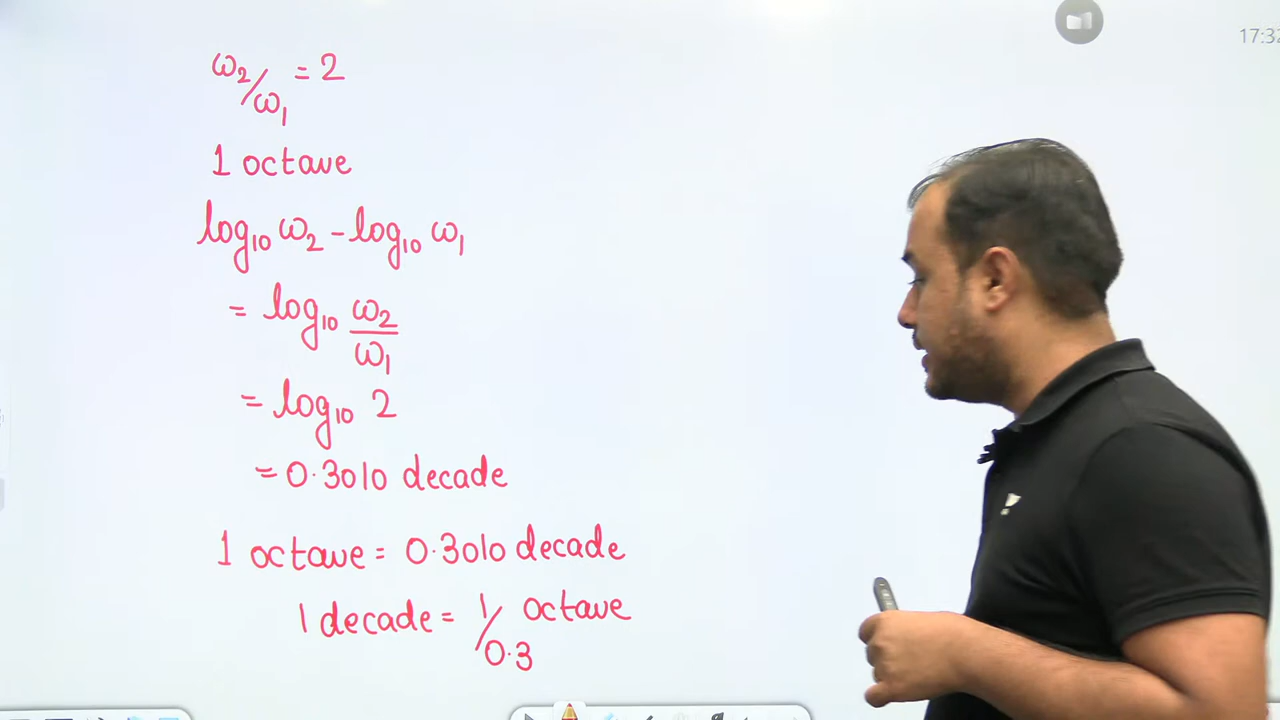 ω₂/ω₁ = 2
1 octave
log₁₀ ω₂ - log₁₀ ω₁
= log₁₀ ω₂/ω₁
= log₁₀ 2
= 0.3010 decade
1 octave = 0.3010 decade
1 decade = 1/0.3 octave